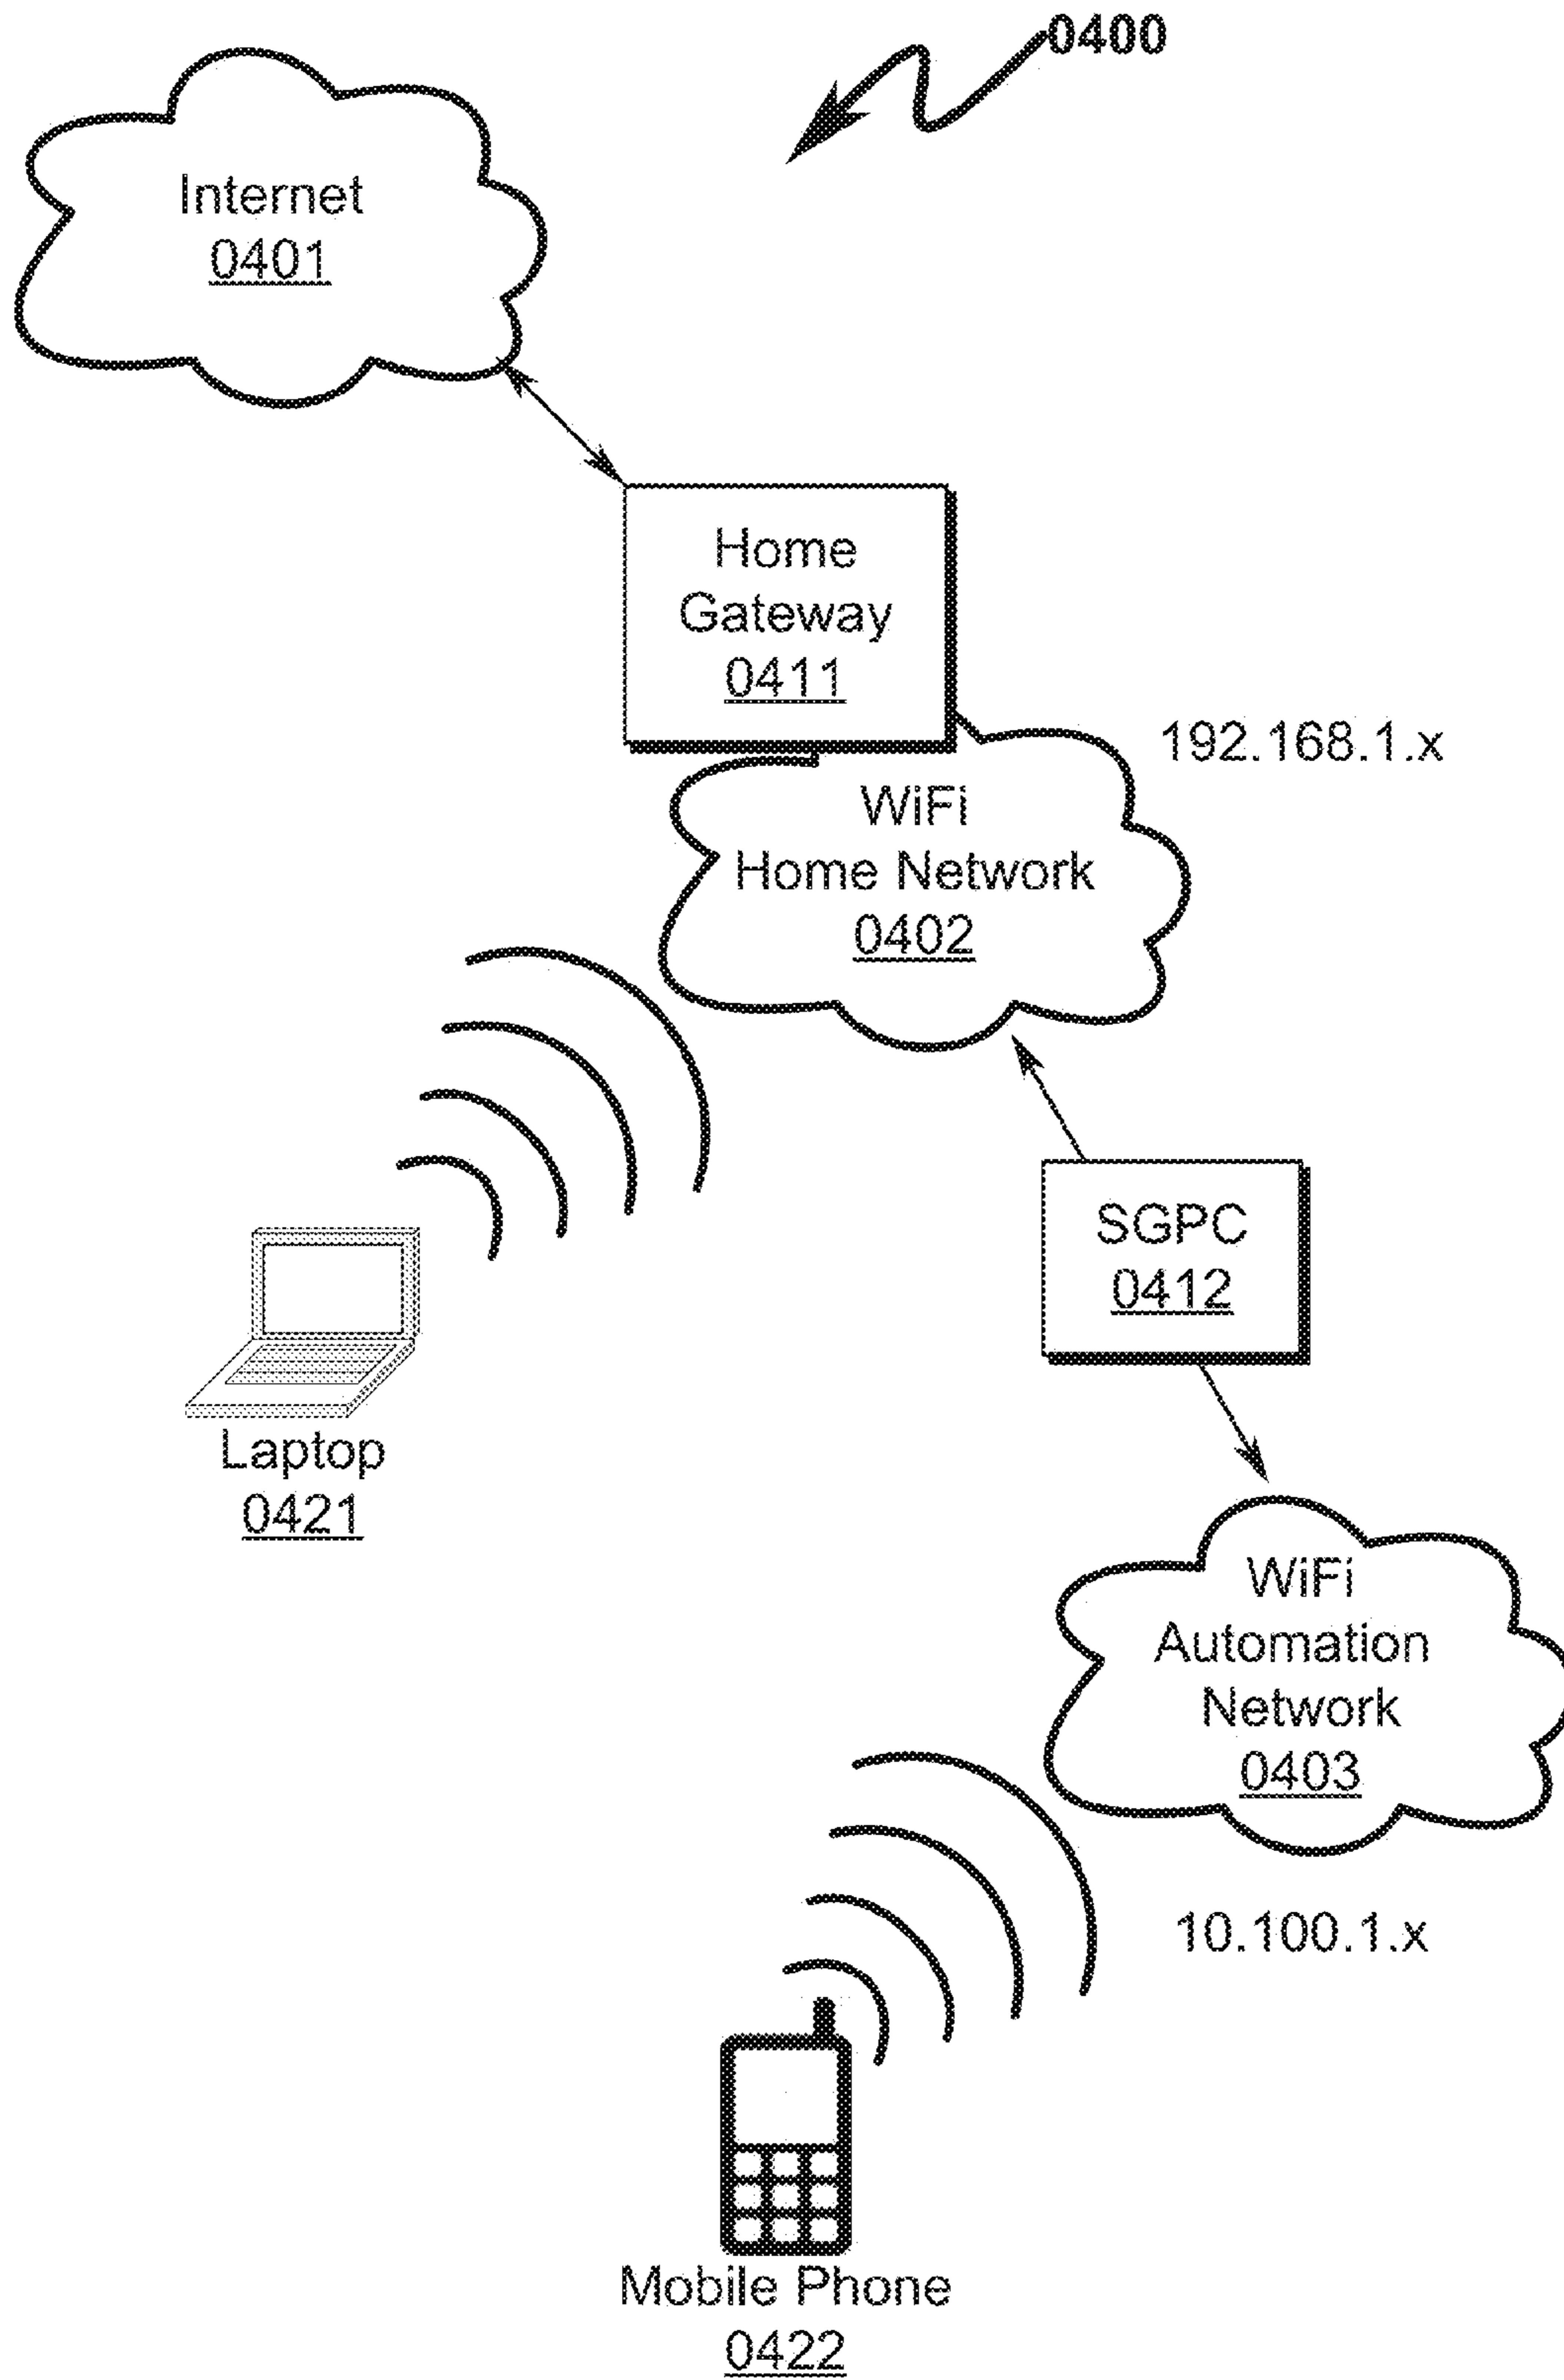 0400
Internet
0401
Home
Gateway
0411
192.168.1.x
WiFi
Home Network
0402
SGPC
0412
Laptop
0421
WiFi
Automation
Network
0403
10.100.1.x
Mobile Phone
0422